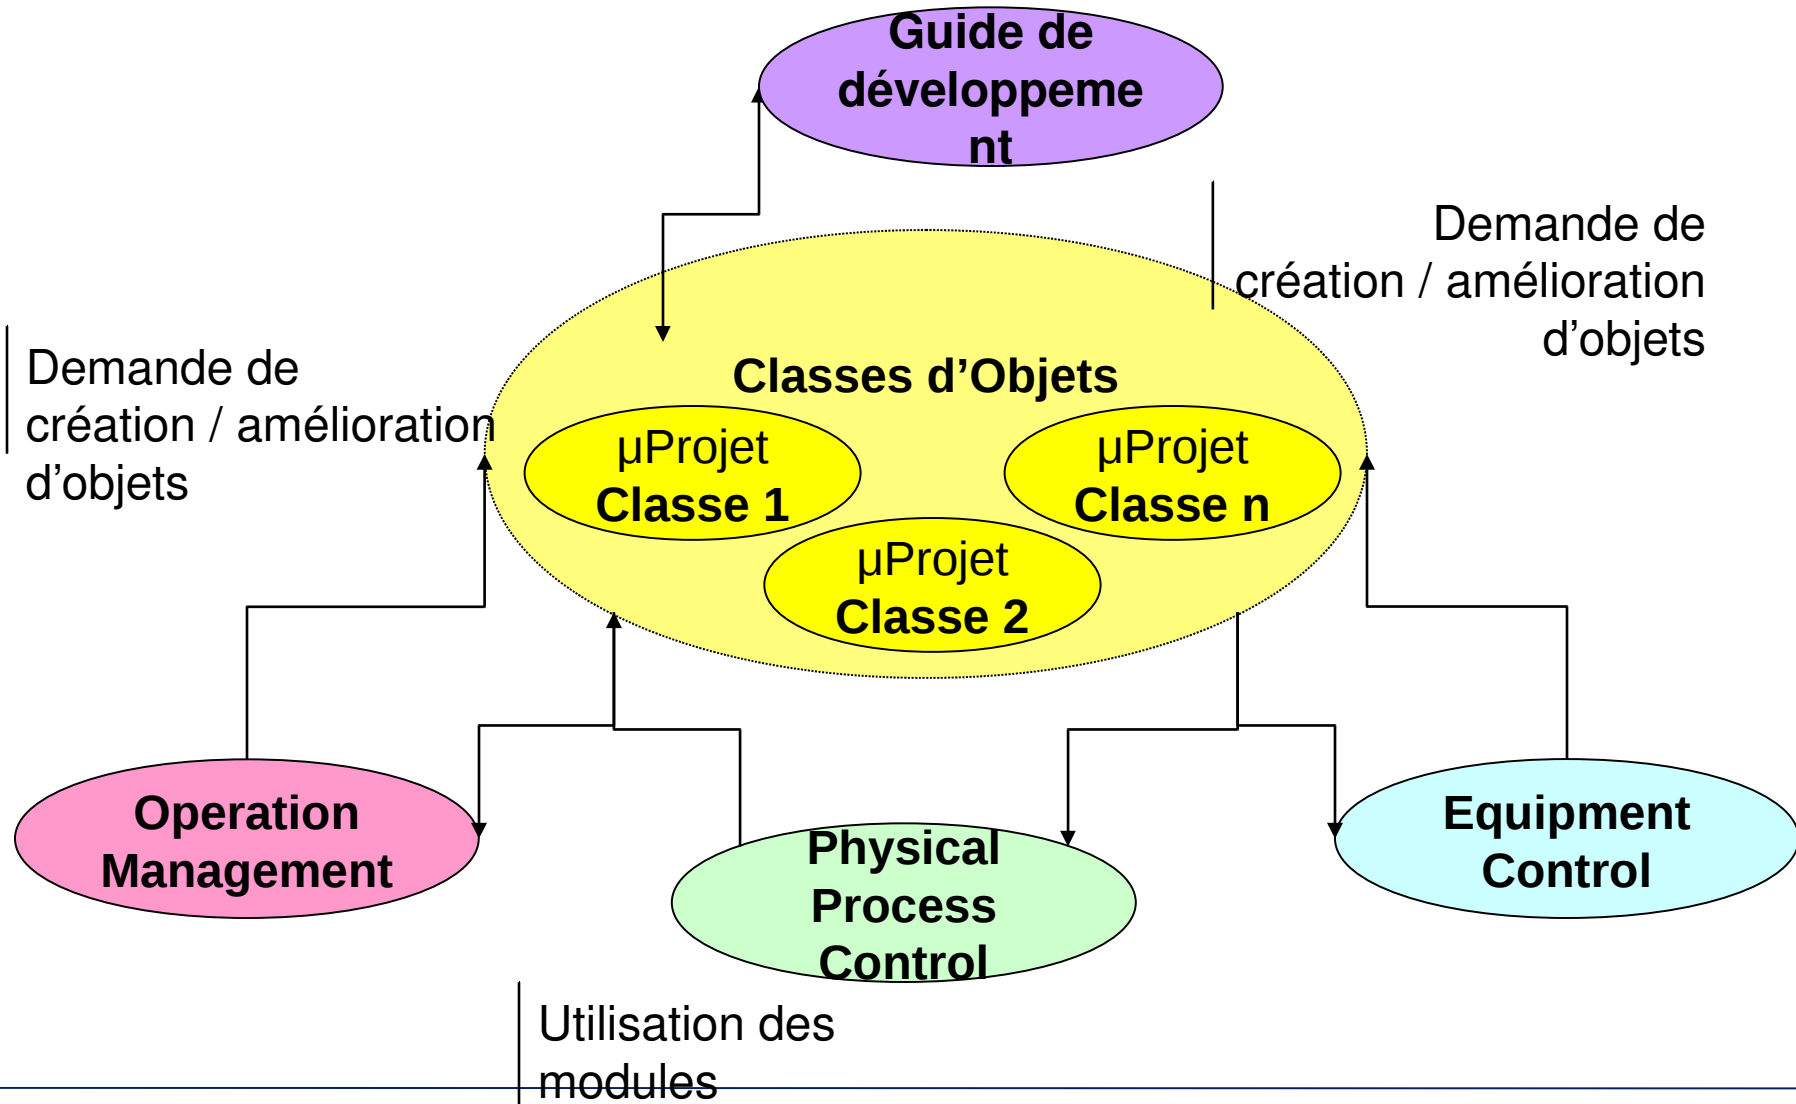 Guide de
développeme
nt
Demande de
création / amélioration
d’objets
Demande de
création / amélioration
d’objets
Classes d’Objets
µProjet
Classe 1
µProjet
Classe n
µProjet
Classe 2
Operation
Management
Physical
Process
Control
Equipment
Control
Utilisation des
modules